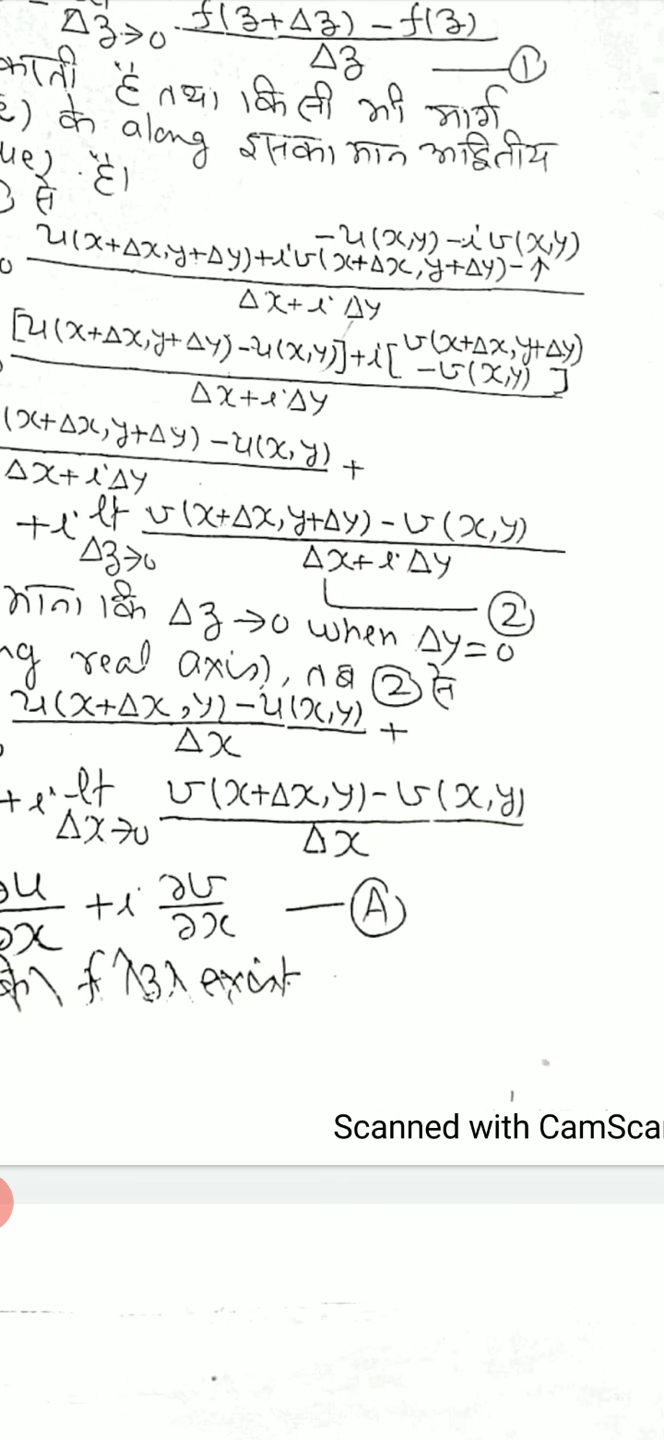 Δz→0 f(z+Δz) - f(z)
Δz —①
है तथा किसी भी मार्ग
के along इसका मान अद्वितीय
है।
से
-u(x,y)-iv(x,y)
u(x+Δx,y+Δy)+iv(x+Δx,y+Δy)-↑
Δx+iΔy
[u(x+Δx,y+Δy)-u(x,y)]+i[v(x+Δx,y+Δy)
-v(x,y)]
Δx+iΔy
(x+Δx,y+Δy)-u(x,y) +
Δx+iΔy
+i lt v(x+Δx,y+Δy)-v(x,y)
Δz→0 Δx+iΔy
—②
माना कि Δz→0 when Δy=0
real axis), तब ② से
u(x+Δx,y)-u(x,y) +
Δx
+i lt v(x+Δx,y)-v(x,y)
Δx→0 Δx
∂u +i ∂v —Ⓐ
∂x ∂x
exist
Scanned with CamSca